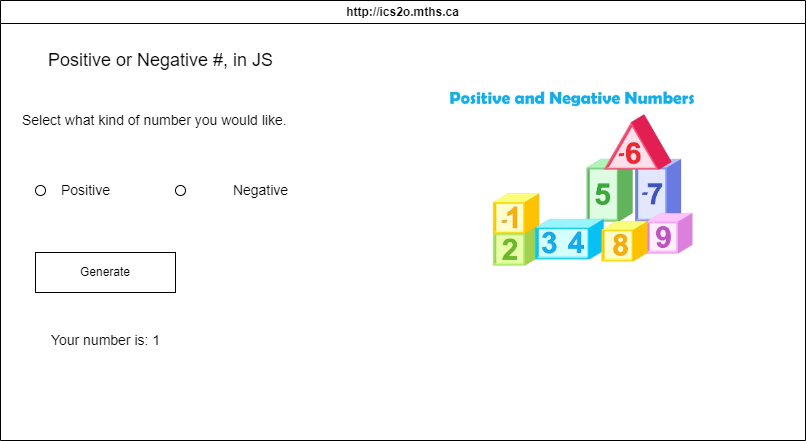 http://ics2o.mths.ca
Positive or Negative #, in JS
Select what kind of number you would like.
Positive
Negative
Generate
Your number is: 1
Positive and Negative Numbers
-6
5
-7
-1
2
3 4
8
9